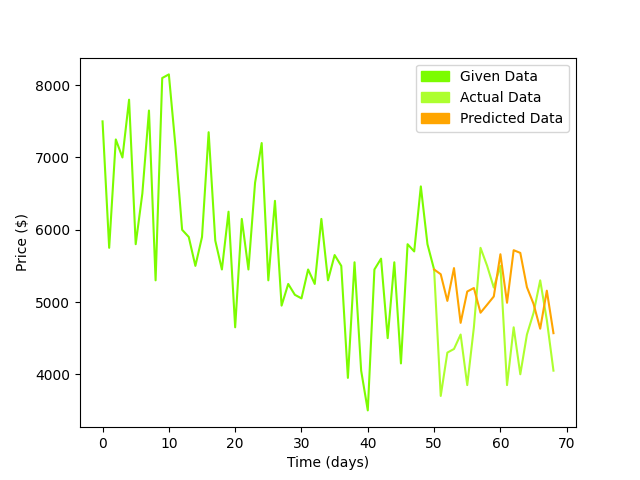 Given Data
Actual Data
Predicted Data
8000
7000
6000
5000
4000
Price ($)
0 10 20 30 40 50 60 70
Time (days)